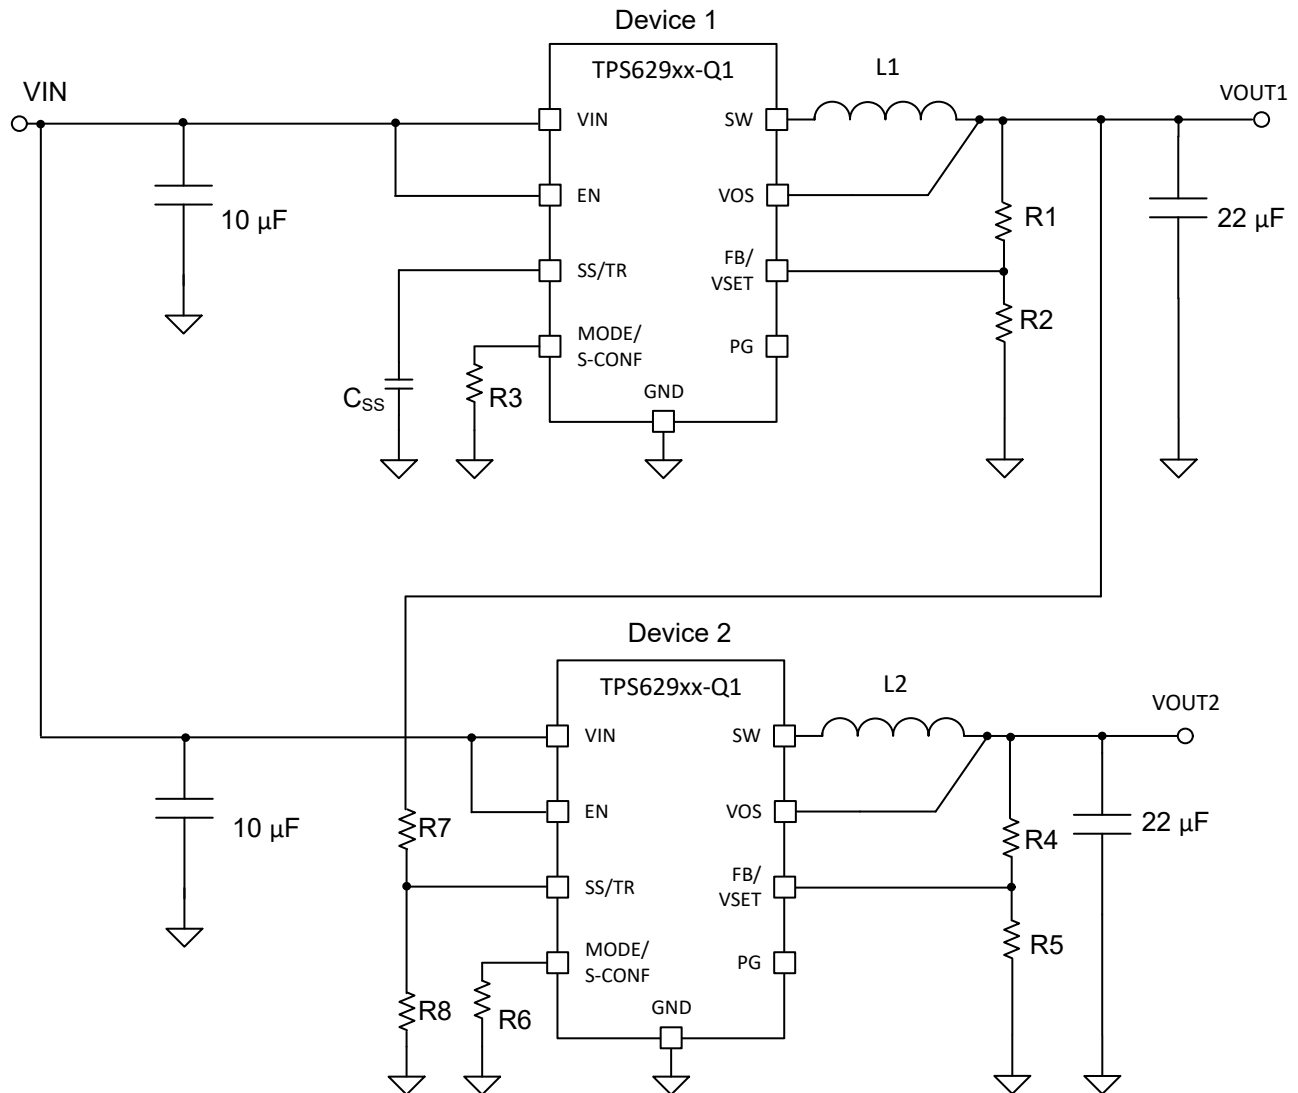 Device 1
TPS629xx-Q1
L1
VIN
VOUT1
VIN
SW
EN
VOS
10 µF
R1
22 µF
SS/TR
FB/
VSET
R2
MODE/
S-CONF
PG
CSS
R3
GND
Device 2
TPS629xx-Q1
L2
VOUT2
VIN
SW
EN
VOS
10 µF
R7
R4
22 µF
SS/TR
FB/
VSET
R5
MODE/
S-CONF
PG
R8
R6
GND